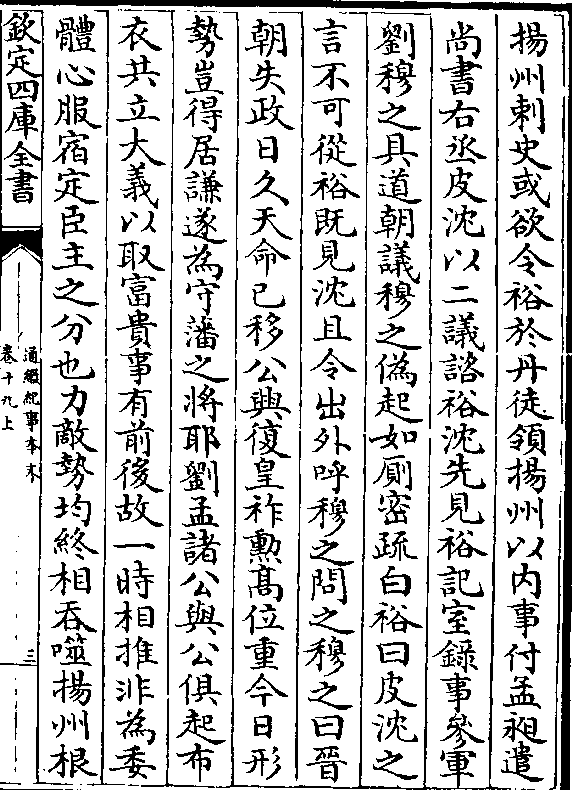 揚州刺史或欲令裕於丹徒領揚州以内事付孟昶遣
尚書右丞皮沈以二議諮裕沈先見裕記室錄事參軍
劉穆之具道朝議穆之偽起如厠密疏白裕曰皮沈之
言不可從裕既見沈且令出外呼穆之問之穆之曰晉
朝失政日久天命已移公興復皇祚勲髙位重今日形
勢豈得居謙遂為守藩之將耶劉孟諸公與公俱起布
衣共立大義以取富貴事有前後故一時相推非為委
體心服宿定臣主之分也力敵勢均終相吞噬揚州根
欽定四庫全書
通鑑紀事本末
卷十九上
三